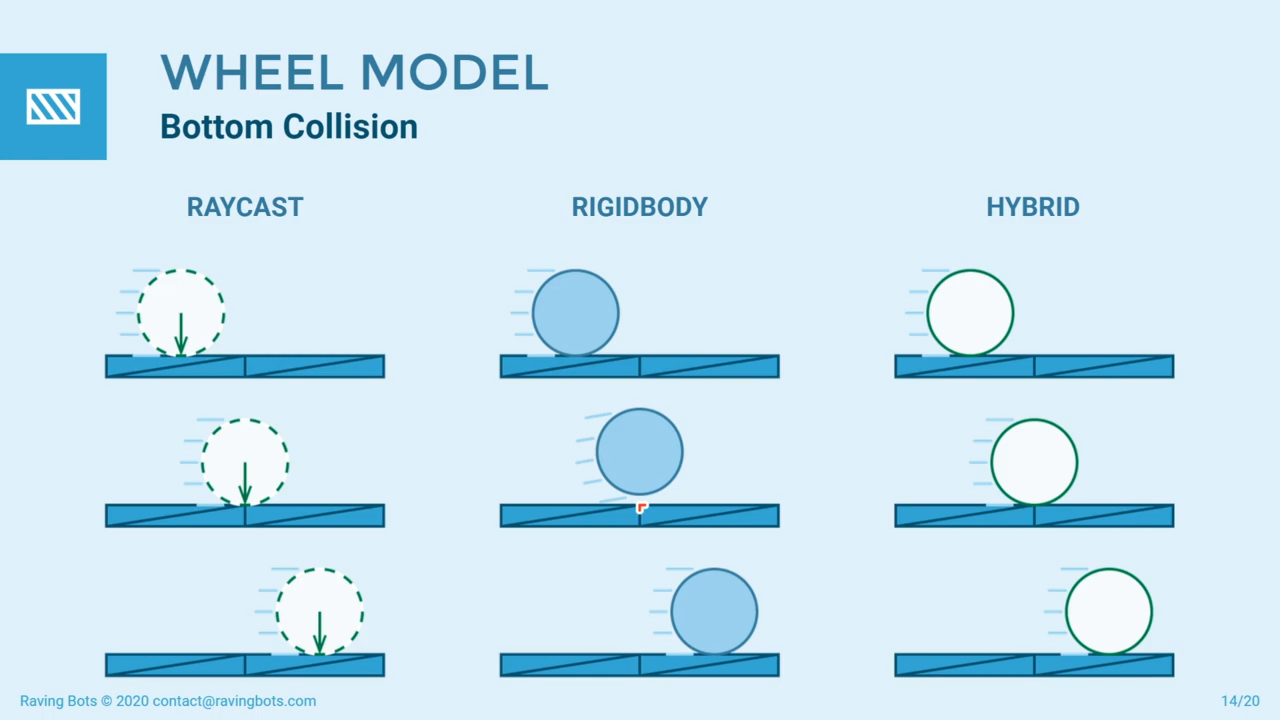 WHEEL MODEL
Bottom Collision
RAYCAST
RIGIDBODY
HYBRID
Raving Bots © 2020 contact@ravingbots.com
14/20